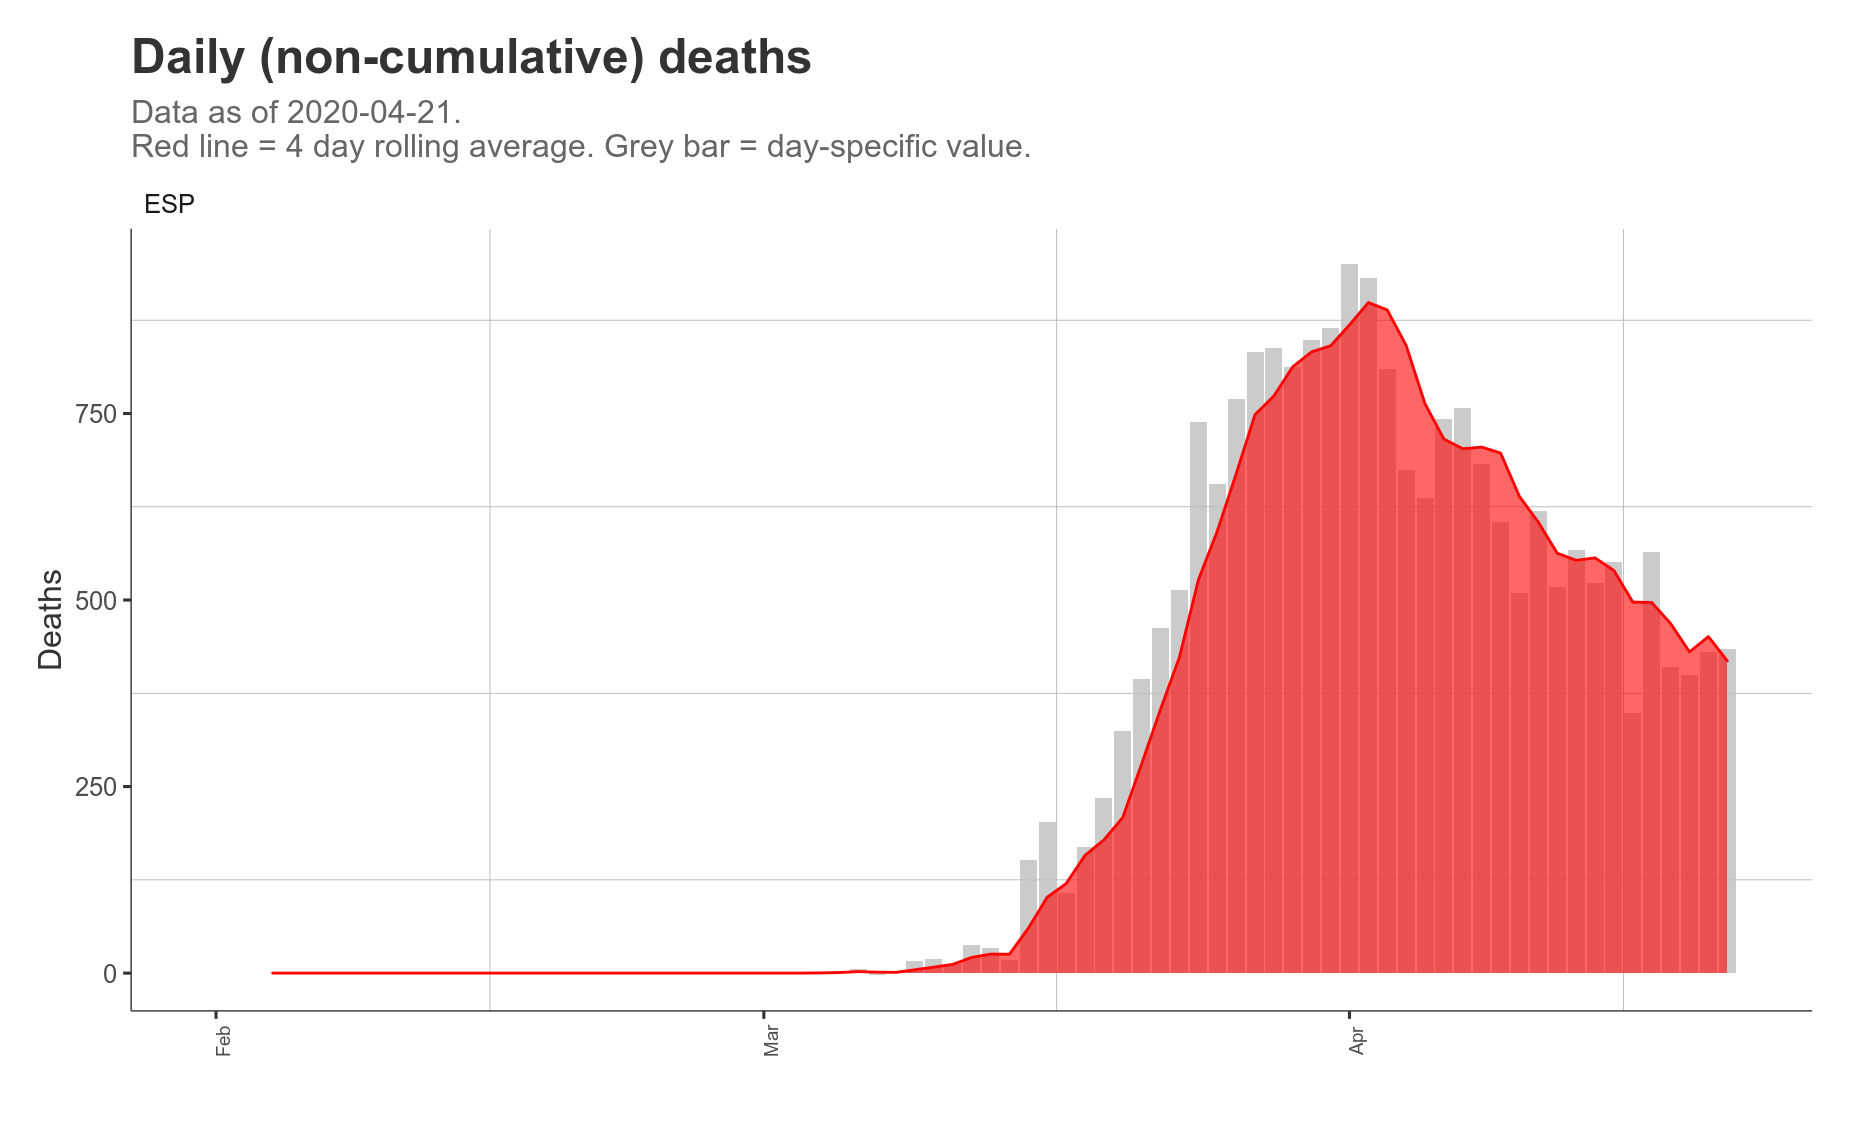 Daily (non-cumulative) deaths
Data as of 2020-04-21.
Red line = 4 day rolling average. Grey bar = day-specific value.
ESP
Deaths
750
500
250
0
Feb
Mar
Apr